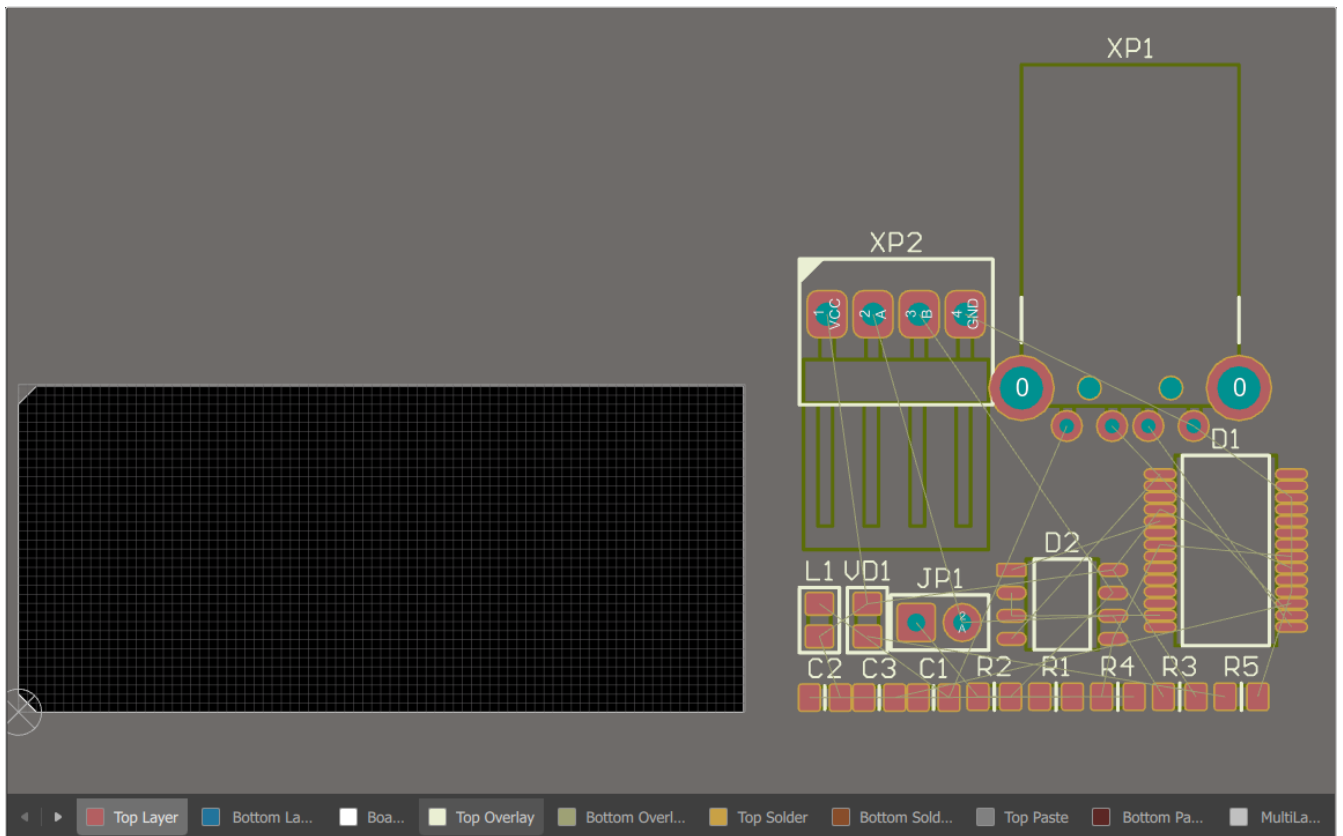 XP1
XP2
1 VCC
2 A
3 B
4 GND
0
0
D1
D2
L1 VD1 JP1
2 A
C2 C3 C1 R2 R1 R4 R3 R5
Top Layer Bottom La... Boa... Top Overlay Bottom Overl... Top Solder Bottom Sold... Top Paste Bottom Pa... MultiLa...